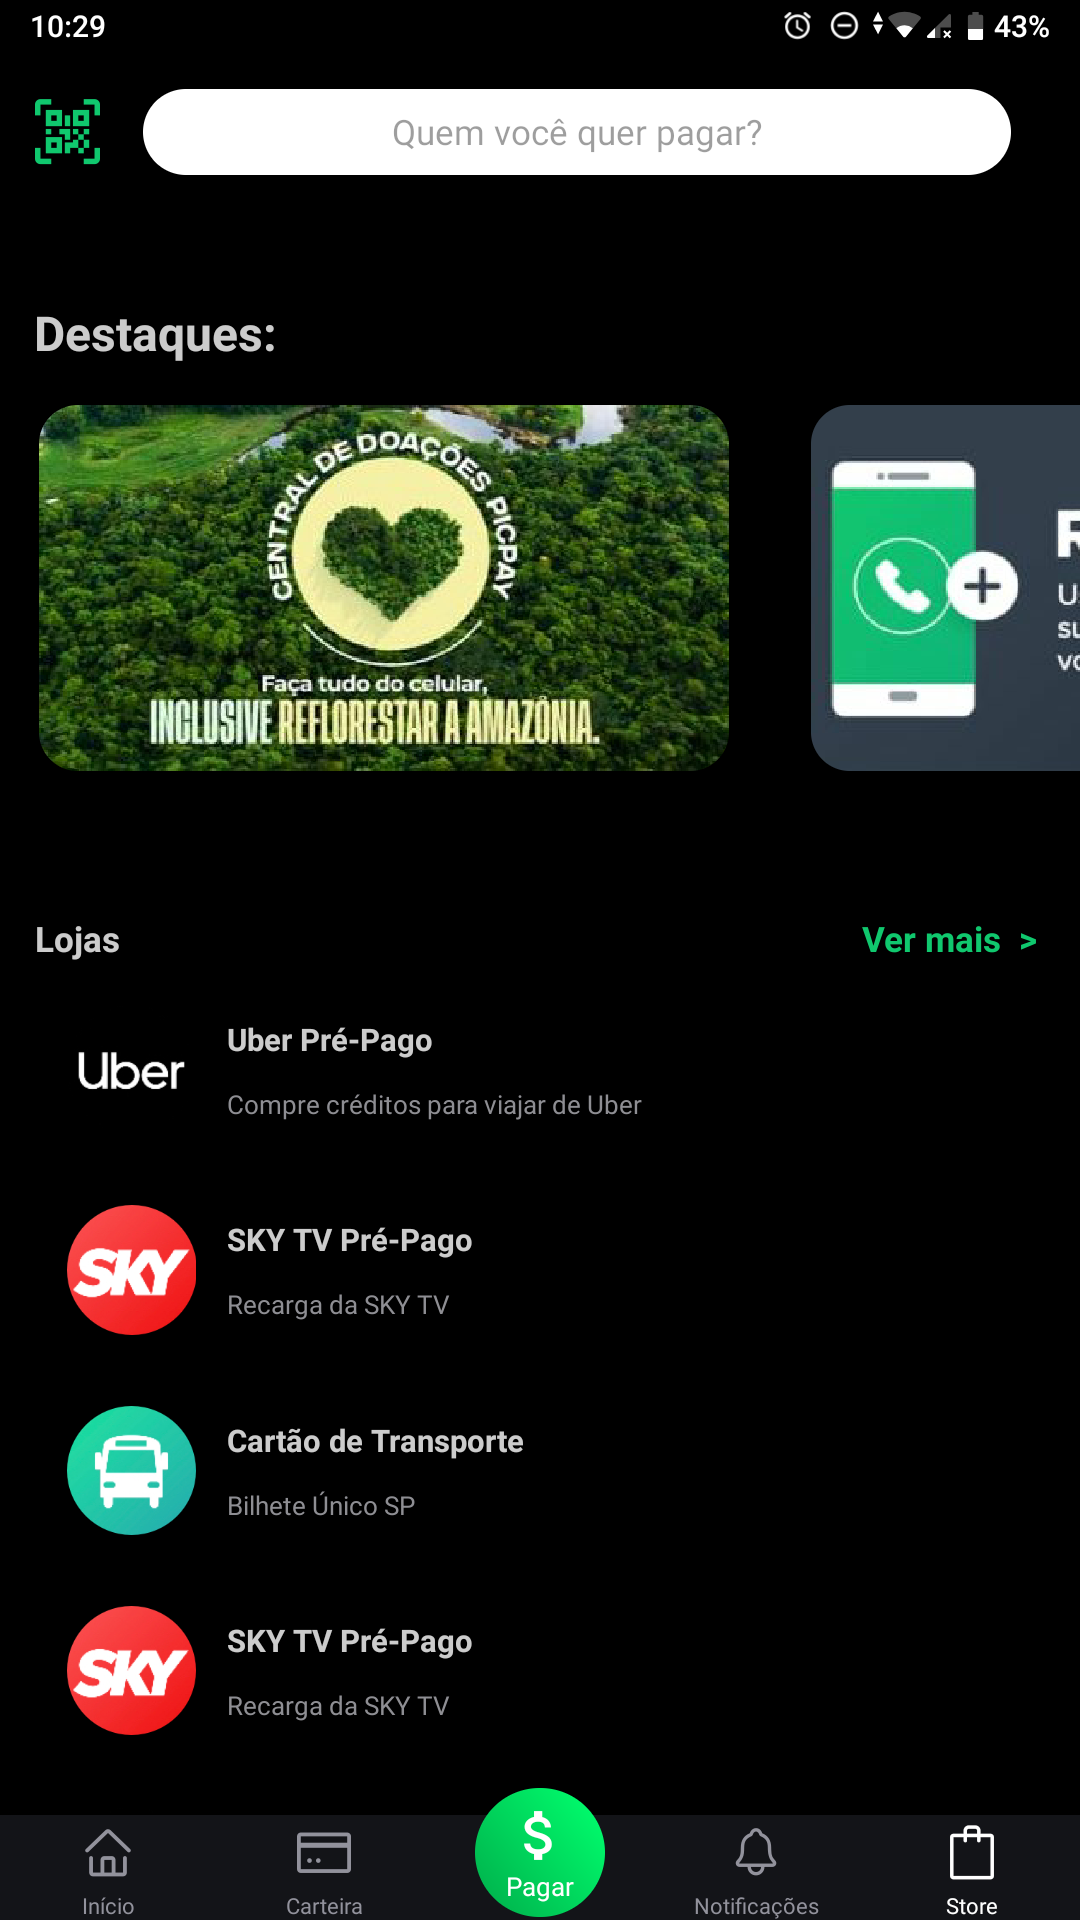 10:29
43%
Quem você quer pagar?
Destaques:
CENTRAL DE DOAÇÕES PICPAY
Faça tudo do celular,
INCLUSIVE REFLORESTAR A AMAZÔNIA.
Lojas
Ver mais >
Uber
Uber Pré-Pago
Compre créditos para viajar de Uber
SKY
SKY TV Pré-Pago
Recarga da SKY TV
Cartão de Transporte
Bilhete Único SP
SKY
SKY TV Pré-Pago
Recarga da SKY TV
$
Início
Carteira
Pagar
Notificações
Store